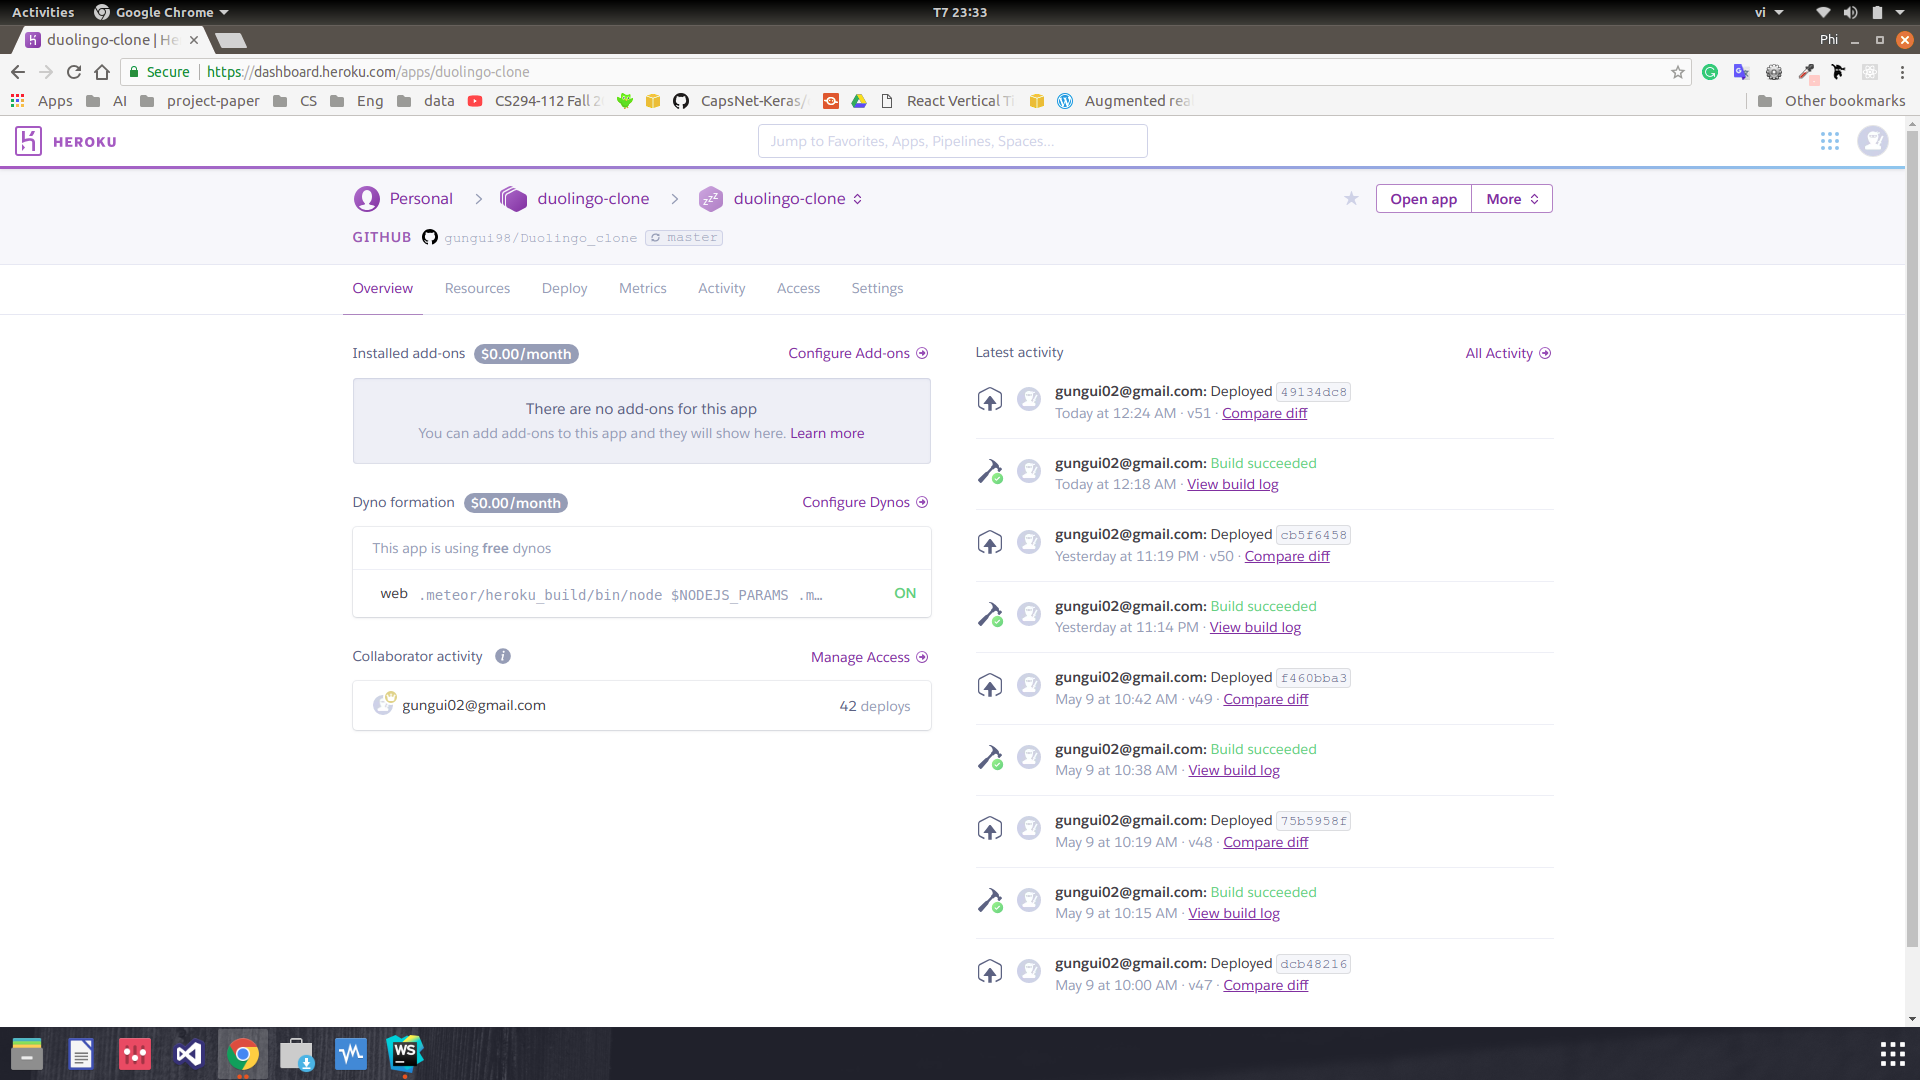 Activities Google Chrome T7 23:33 vi
duolingo-clone | He Phi
Secure https://dashboard.heroku.com/apps/duolingo-clone
Apps AI project-paper CS Eng data CS294-112 Fall 2 CapsNet-Keras/ React Vertical Ti Augmented real Other bookmarks
HEROKU Jump to Favorites, Apps, Pipelines, Spaces...
Personal duolingo-clone zzz duolingo-clone Open app More
GITHUB gungui98/Duolingo_clone master
Overview Resources Deploy Metrics Activity Access Settings
Installed add-ons $0.00/month Configure Add-ons
There are no add-ons for this app
You can add add-ons to this app and they will show here. Learn more
Dyno formation $0.00/month Configure Dynos
This app is using free dynos
web .meteor/heroku_build/bin/node $NODEJS_PARAMS .m… ON
Collaborator activity i Manage Access
gungui02@gmail.com 42 deploys
Latest activity All Activity
gungui02@gmail.com: Deployed 49134dc8
Today at 12:24 AM · v51 · Compare diff
gungui02@gmail.com: Build succeeded
Today at 12:18 AM · View build log
gungui02@gmail.com: Deployed cb5f6458
Yesterday at 11:19 PM · v50 · Compare diff
gungui02@gmail.com: Build succeeded
Yesterday at 11:14 PM · View build log
gungui02@gmail.com: Deployed f460bba3
May 9 at 10:42 AM · v49 · Compare diff
gungui02@gmail.com: Build succeeded
May 9 at 10:38 AM · View build log
gungui02@gmail.com: Deployed 75b5958f
May 9 at 10:19 AM · v48 · Compare diff
gungui02@gmail.com: Build succeeded
May 9 at 10:15 AM · View build log
gungui02@gmail.com: Deployed dcb48216
May 9 at 10:00 AM · v47 · Compare diff
WS